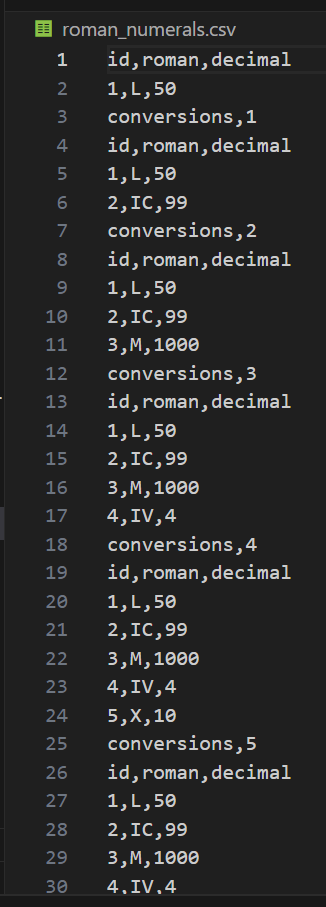 roman_numerals.csv
1 id,roman,decimal
2 1,L,50
3 conversions,1
4 id,roman,decimal
5 1,L,50
6 2,IC,99
7 conversions,2
8 id,roman,decimal
9 1,L,50
10 2,IC,99
11 3,M,1000
12 conversions,3
13 id,roman,decimal
14 1,L,50
15 2,IC,99
16 3,M,1000
17 4,IV,4
18 conversions,4
19 id,roman,decimal
20 1,L,50
21 2,IC,99
22 3,M,1000
23 4,IV,4
24 5,X,10
25 conversions,5
26 id,roman,decimal
27 1,L,50
28 2,IC,99
29 3,M,1000
30 4,IV,4